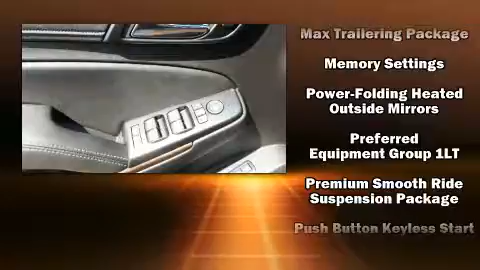 Max Trailering Package
Memory Settings
Power-Folding Heated
Outside Mirrors
Preferred
Equipment Group 1LT
Premium Smooth Ride
Suspension Package
Push Button Keyless Start